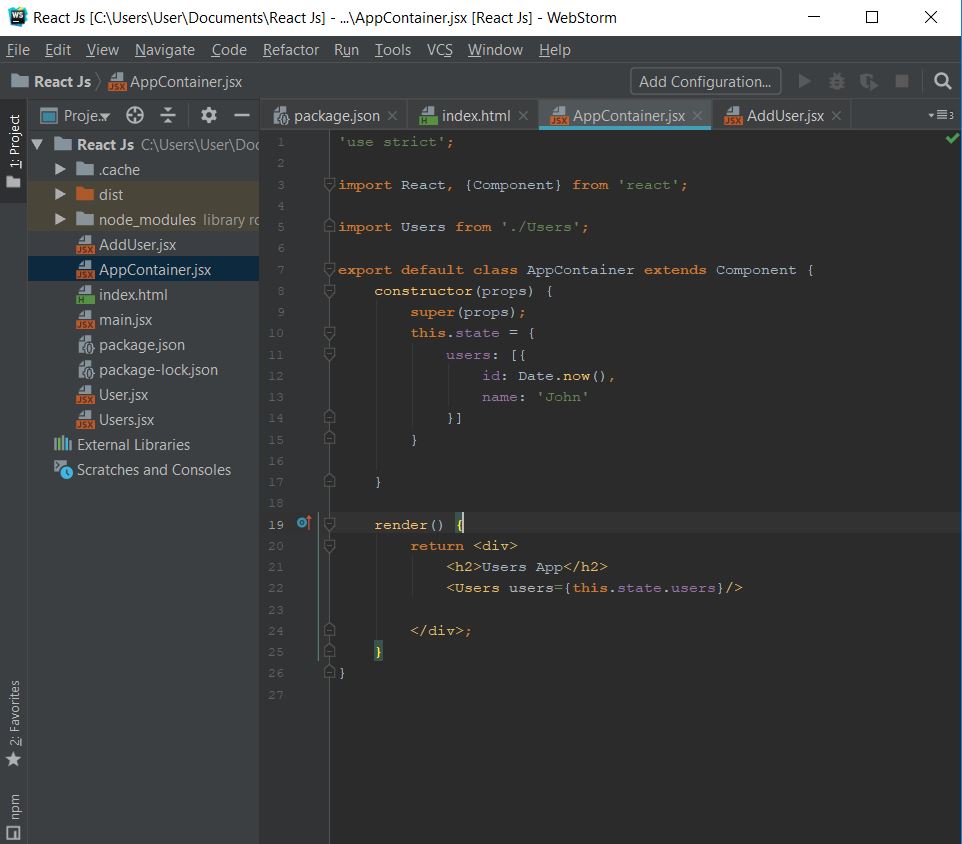 React Js [C:\Users\User\Documents\React Js] - ...\AppContainer.jsx [React Js] - WebStorm
File Edit View Navigate Code Refactor Run Tools VCS Window Help
React Js AppContainer.jsx Add Configuration...
1: Project
Proje
React Js C:\Users\User\Doc
.cache
dist
node_modules library ro
AddUser.jsx
AppContainer.jsx
index.html
main.jsx
package.json
package-lock.json
User.jsx
Users.jsx
External Libraries
Scratches and Consoles
2: Favorites
npm
package.json index.html AppContainer.jsx AddUser.jsx 3
1 'use strict';
2
3 import React, {Component} from 'react';
4
5 import Users from './Users';
6
7 export default class AppContainer extends Component {
8 constructor(props) {
9 super(props);
10 this.state = {
11 users: [{
12 id: Date.now(),
13 name: 'John'
14 }]
15 }
16
17 }
18
19 render() {
20 return <div>
21 <h2>Users App</h2>
22 <Users users={this.state.users}/>
23
24 </div>;
25 }
26 }
27